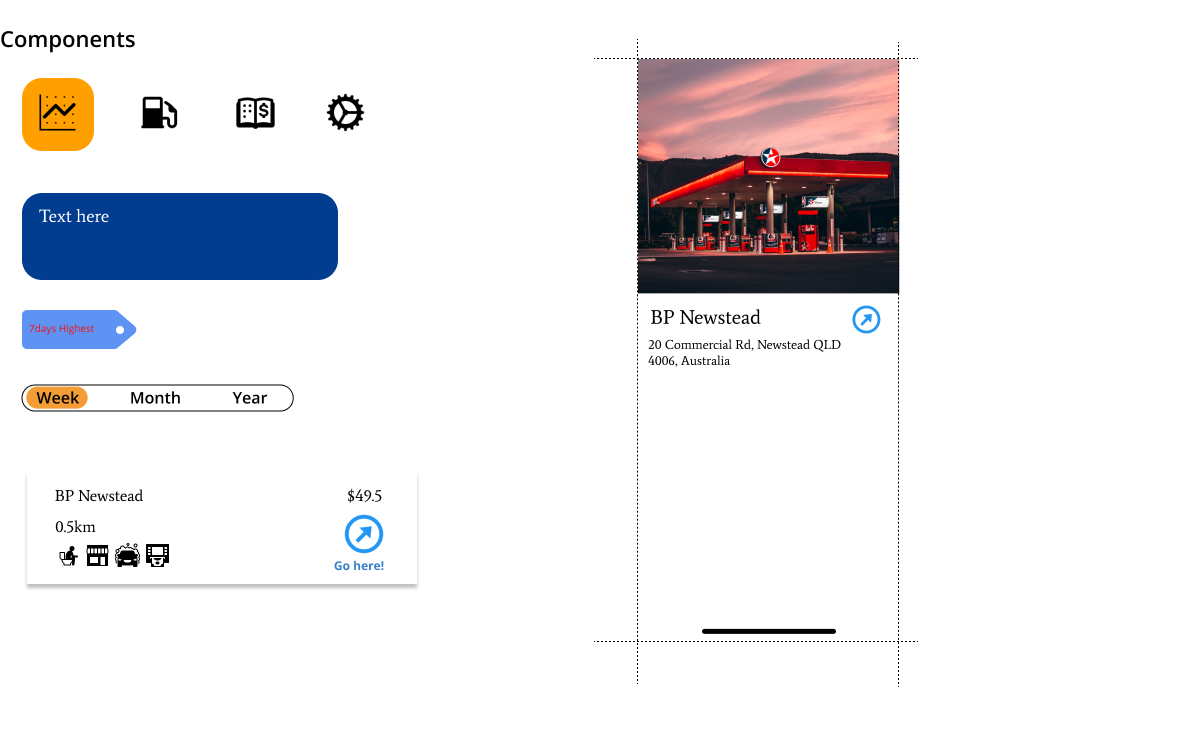 Components
Text here
7days Highest
Week Month Year
BP Newstead $49.5
0.5km
Go here!
BP Newstead
20 Commercial Rd, Newstead QLD
4006, Australia